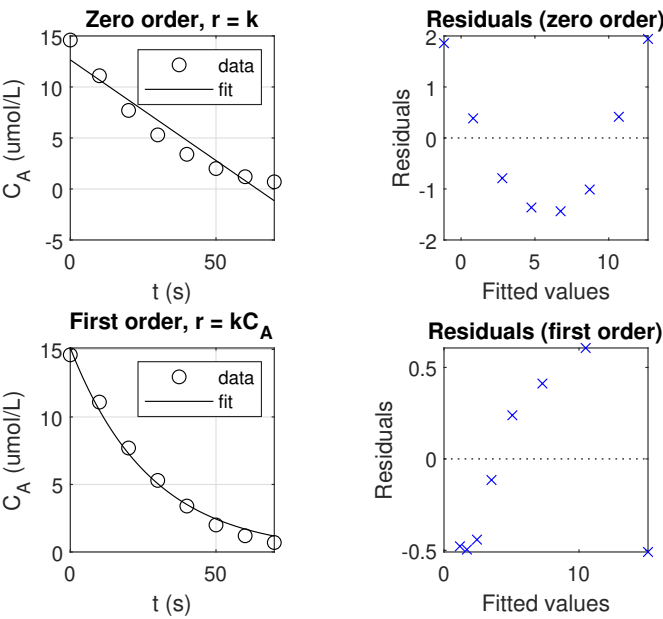 Zero order, r = k
15
10
5
0
-5
C_A (umol/L)
data
fit
0
50
t (s)
Residuals (zero order)
2
1
0
-1
-2
Residuals
0
5
10
Fitted values
First order, r = kC_A
15
10
5
0
C_A (umol/L)
data
fit
0
50
t (s)
Residuals (first order)
0.5
0
-0.5
Residuals
0
10
Fitted values